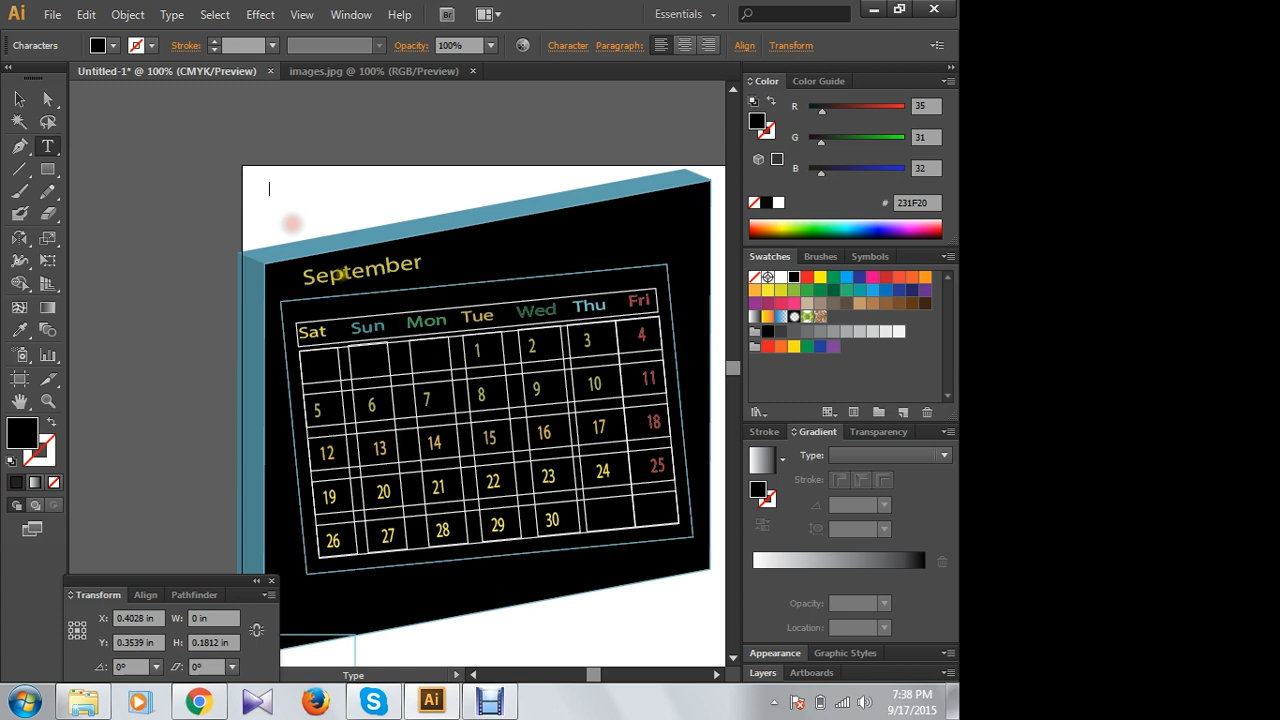 Ai File Edit Object Type Select Effect View Window Help Br Essentials
Characters Stroke: Opacity: 100% Character Paragraph: Align Transform
Untitled-1* @ 100% (CMYK/Preview) images.jpg @ 100% (RGB/Preview)
Color Color Guide
R 35
G 31
B 32
# 231F20
Swatches Brushes Symbols
Stroke Gradient Transparency
Type:
Stroke:
Opacity:
Location:
Appearance Graphic Styles
Layers Artboards
September
Sat Sun Mon Tue Wed Thu Fri
1 2 3 4
5 6 7 8 9 10 11
12 13 14 15 16 17 18
19 20 21 22 23 24 25
26 27 28 29 30
Transform Align Pathfinder
X: 0.4028 in W: 0 in
Y: 0.3539 in H: 0.1812 in
0° 0°
Type
Ai
7:38 PM
9/17/2015